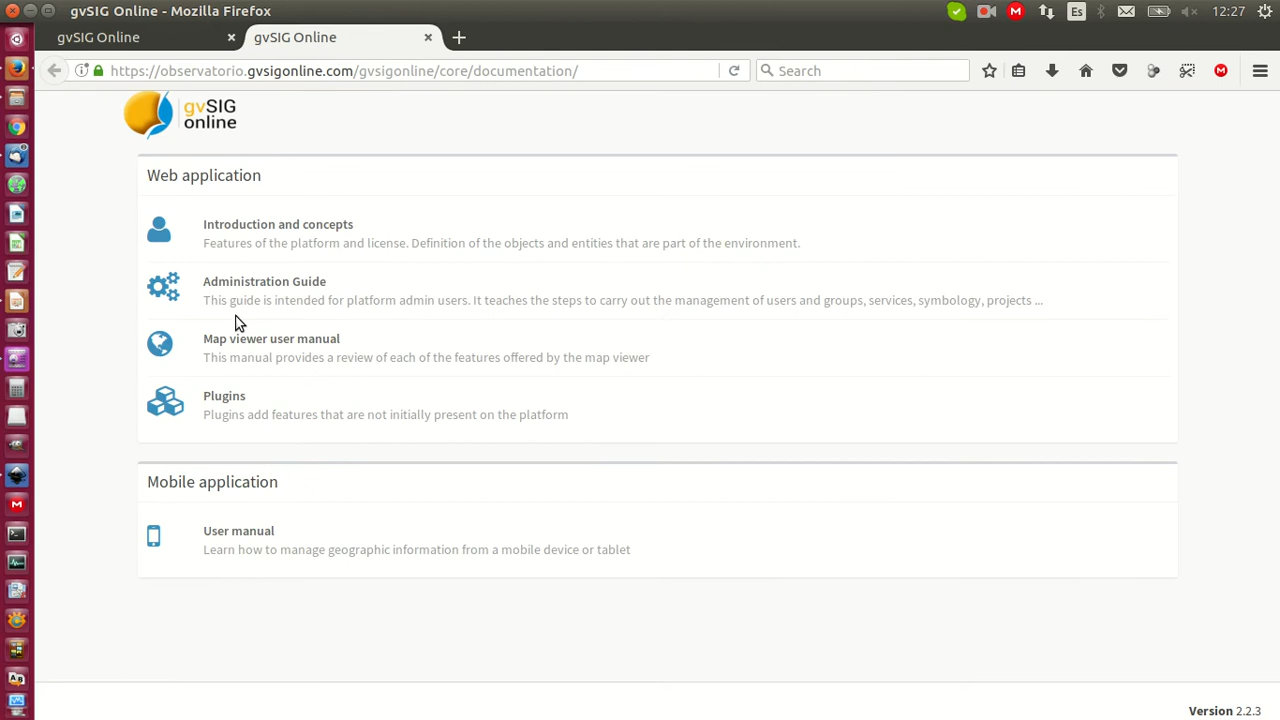 gvSIG Online - Mozilla Firefox
Es
12:27
gvSIG Online
gvSIG Online
https://observatorio.gvsigonline.com/gvsigonline/core/documentation/
Search
gvSIG
online
Web application
Introduction and concepts
Features of the platform and license. Definition of the objects and entities that are part of the environment.
Administration Guide
This guide is intended for platform admin users. It teaches the steps to carry out the management of users and groups, services, symbology, projects ...
Map viewer user manual
This manual provides a review of each of the features offered by the map viewer
Plugins
Plugins add features that are not initially present on the platform
Mobile application
User manual
Learn how to manage geographic information from a mobile device or tablet
Version 2.2.3